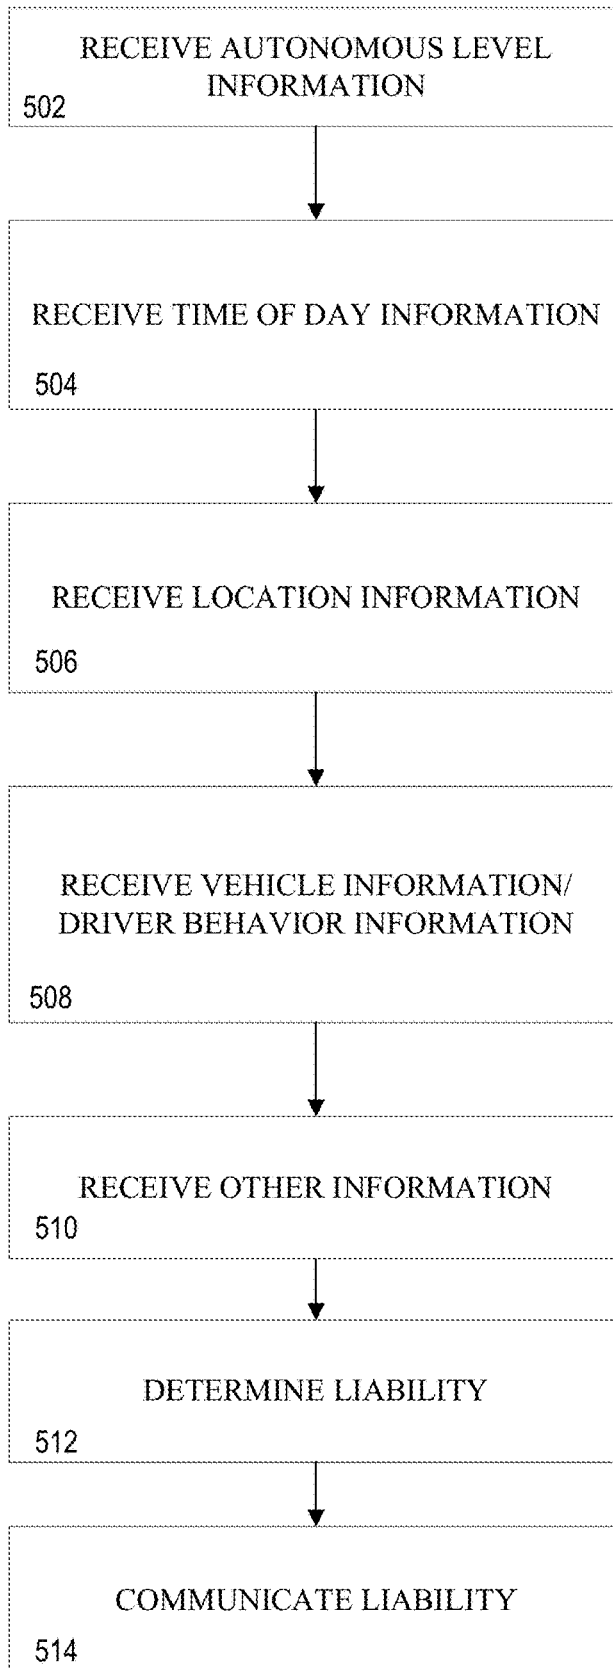 RECEIVE AUTONOMOUS LEVEL
INFORMATION
502
RECEIVE TIME OF DAY INFORMATION
504
RECEIVE LOCATION INFORMATION
506
RECEIVE VEHICLE INFORMATION/
DRIVER BEHAVIOR INFORMATION
508
RECEIVE OTHER INFORMATION
510
DETERMINE LIABILITY
512
COMMUNICATE LIABILITY
514